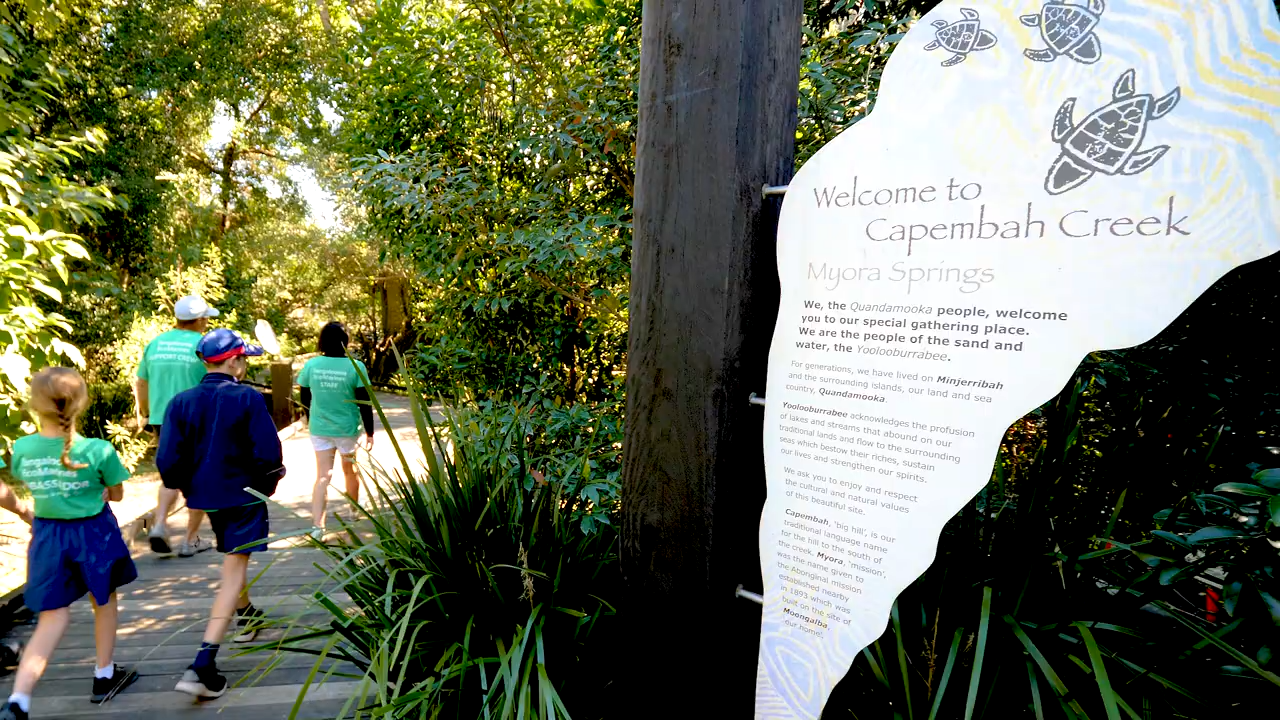 Welcome to
Capembah Creek
Myora Springs
We, the Quandamooka people, welcome
you to our special gathering place.
We are the people of the sand and
water, the Yoolooburrabee.
For generations, we have lived on Minjerribah
and the surrounding islands, our land and sea
country, Quandamooka.
Yoolooburrabee acknowledges the profusion
of lakes and streams that abound on our
traditional lands and flow to the surrounding
seas which bestow their riches, sustain
our lives and strengthen our spirits.
We ask you to enjoy and respect
the cultural and natural values
of this beautiful site.
Capembah, 'big hill', is our
traditional language name
for the hill to the south of
the creek. Myora, 'mission',
was the name given to
the Aboriginal mission
established nearby
in 1893 which was
built on the site of
Moongalba,
'our home'.
SUPPORT CREW
STAFF